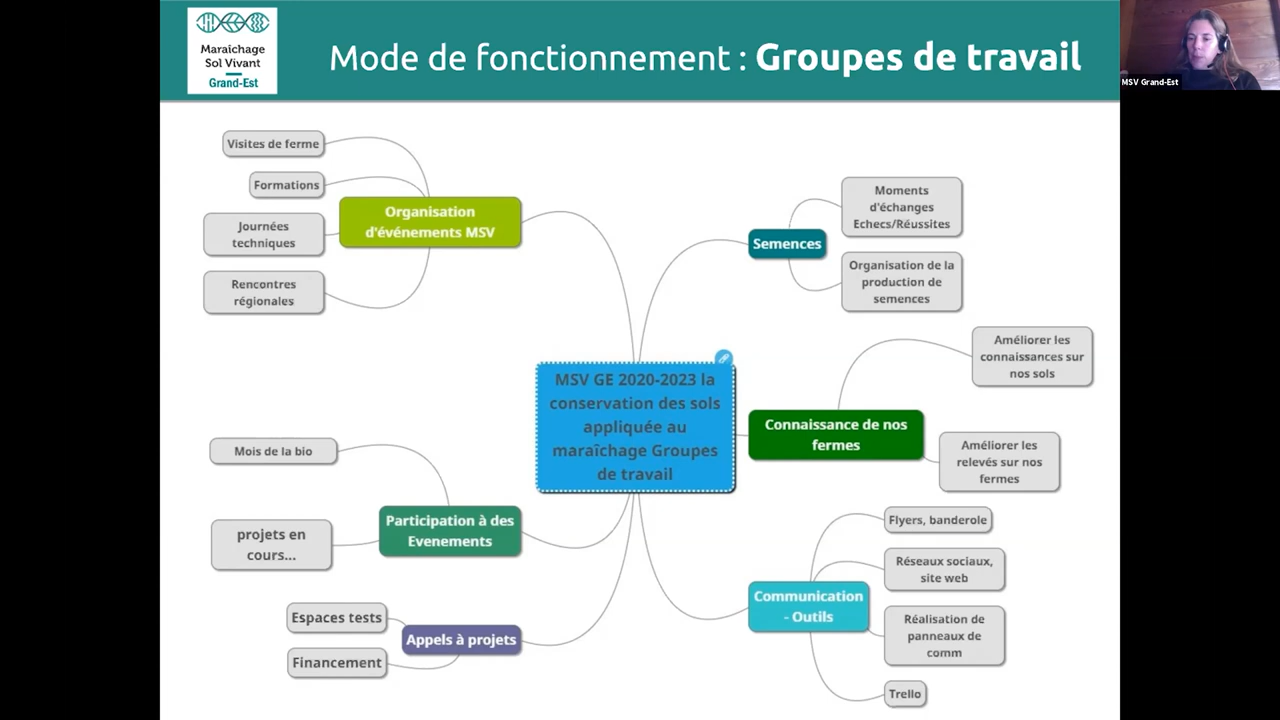 Maraîchage
Sol Vivant
Grand-Est
Mode de fonctionnement : Groupes de travail
MSV Grand-Est
Visites de ferme
Formations
Journées
techniques
Rencontres
régionales
Organisation
d'événements MSV
Semences
Moments
d'échanges
Echecs/Réussites
Organisation de la
production de
semences
MSV GE 2020-2023 la
conservation des sols
appliquée au
maraîchage Groupes
de travail
Connaissance de nos
fermes
Améliorer les
connaissances sur
nos sols
Améliorer les
relevés sur nos
fermes
Mois de la bio
projets en
cours...
Participation à des
Evenements
Espaces tests
Financement
Appels à projets
Communication
- Outils
Flyers, banderole
Réseaux sociaux,
site web
Réalisation de
panneaux de
comm
Trello